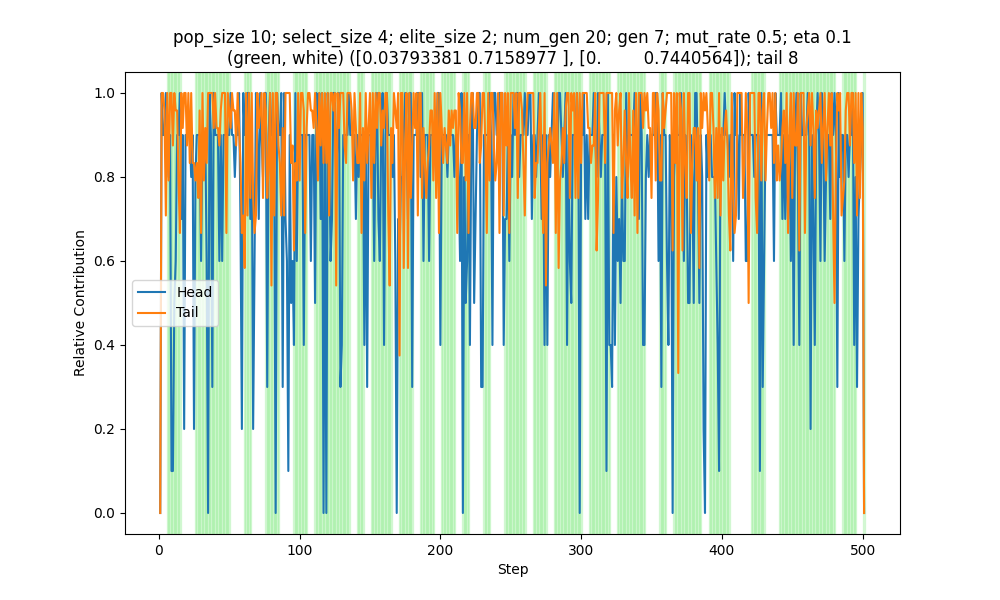 pop_size 10; select_size 4; elite_size 2; num_gen 20; gen 7; mut_rate 0.5; eta 0.1
(green, white) ([0.03793381 0.7158977 ], [0. 0.7440564]); tail 8
1.0
0.8
0.6
0.4
0.2
0.0
Relative Contribution
Head
Tail
0
100
200
300
400
500
Step